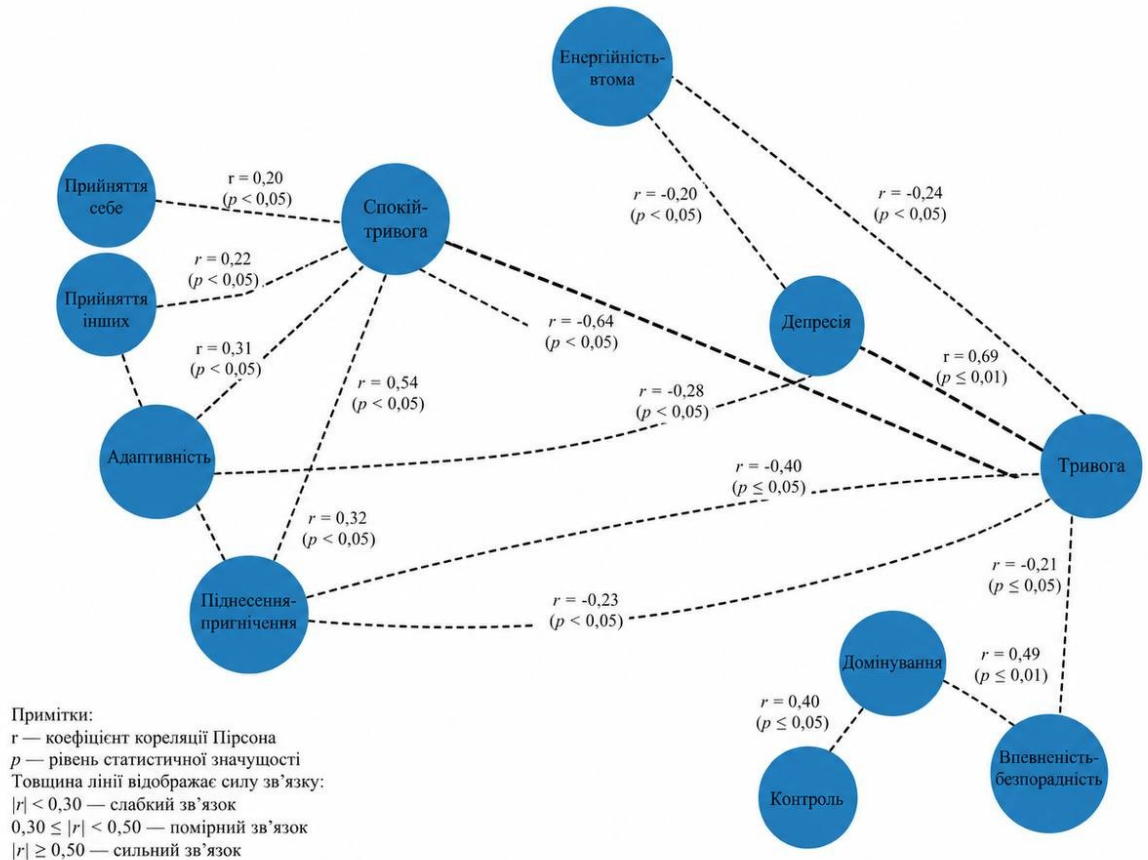 Енергійність-
втома
Прийняття
себе
r = 0,20
(p < 0,05)
Спокій-
тривога
r = -0,20
(p < 0,05)
r = -0,24
(p < 0,05)
Прийняття
інших
r = 0,22
(p < 0,05)
Депресія
r = -0,64
(p < 0,05)
r = 0,31
(p < 0,05)
r = 0,69
(p ≤ 0,01)
r = 0,54
(p < 0,05)
r = -0,28
(p < 0,05)
Адаптивність
Тривога
r = -0,40
(p ≤ 0,05)
r = 0,32
(p < 0,05)
r = -0,21
(p ≤ 0,05)
Піднесення-
пригнічення
r = -0,23
(p < 0,05)
Домінування
r = 0,49
(p ≤ 0,01)
r = 0,40
(p ≤ 0,05)
Впевненість-
безпорадність
Контроль
Примітки:
r — коефіцієнт кореляції Пірсона
p — рівень статистичної значущості
Товщина лінії відображає силу зв’язку:
|r| < 0,30 — слабкий зв’язок
0,30 ≤ |r| < 0,50 — помірний зв’язок
|r| ≥ 0,50 — сильний зв’язок